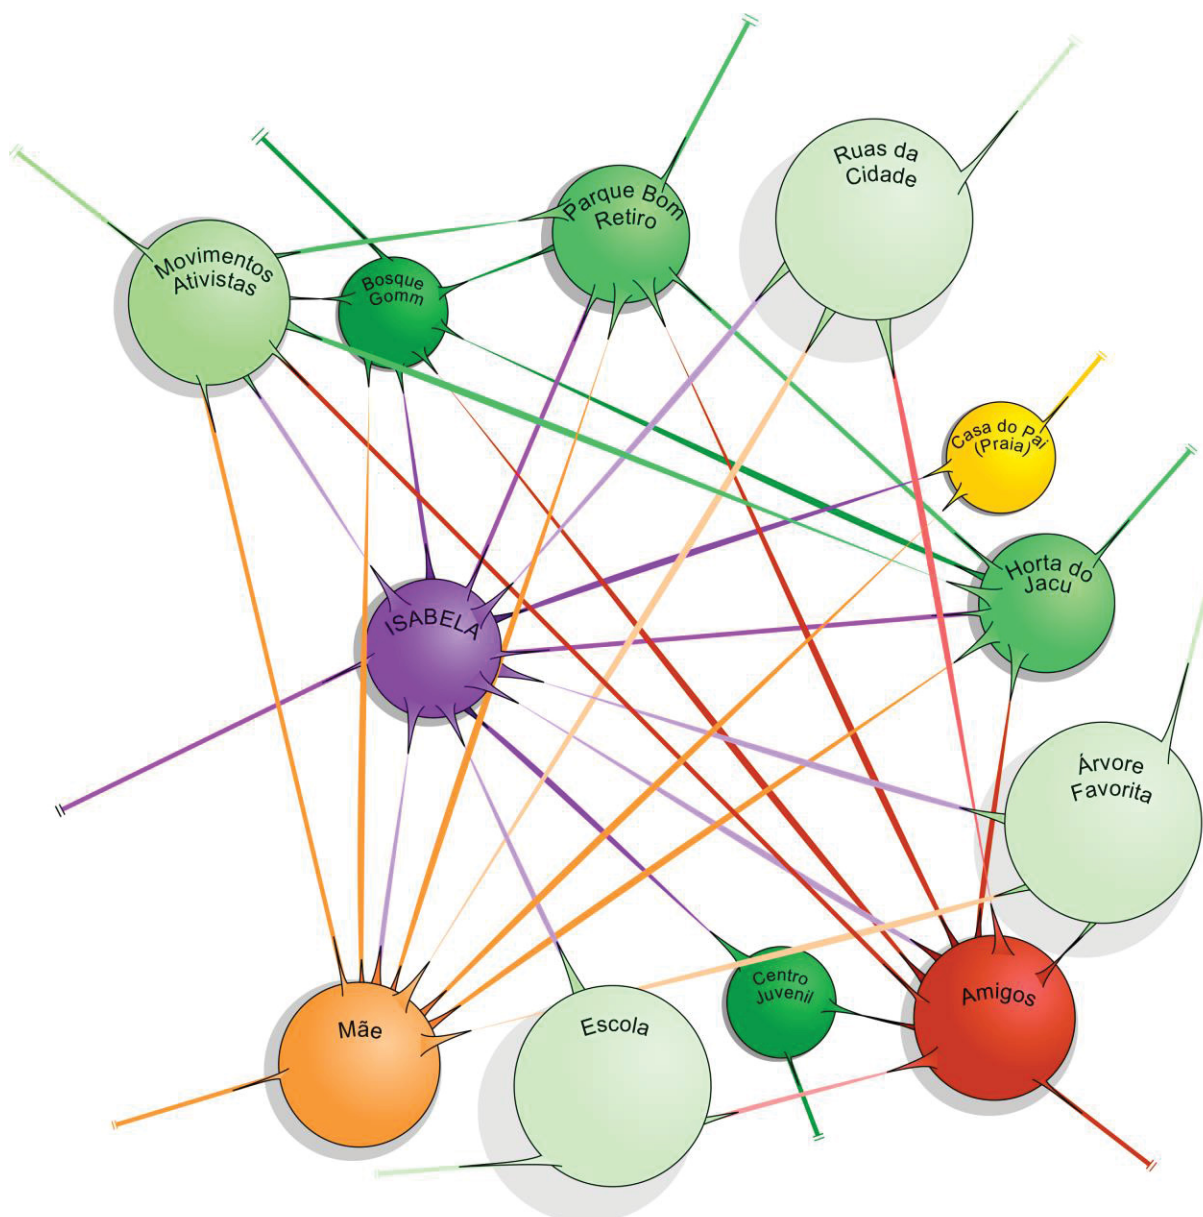 Ruas da
Cidade
Parque Bom
Retiro
Movimentos
Ativistas
Bosque
Gomm
Casa do Pai
(Praia)
Horta do
Jacu
ISABELA
Árvore
Favorita
Centro
Juvenil
Amigos
Escola
Mãe